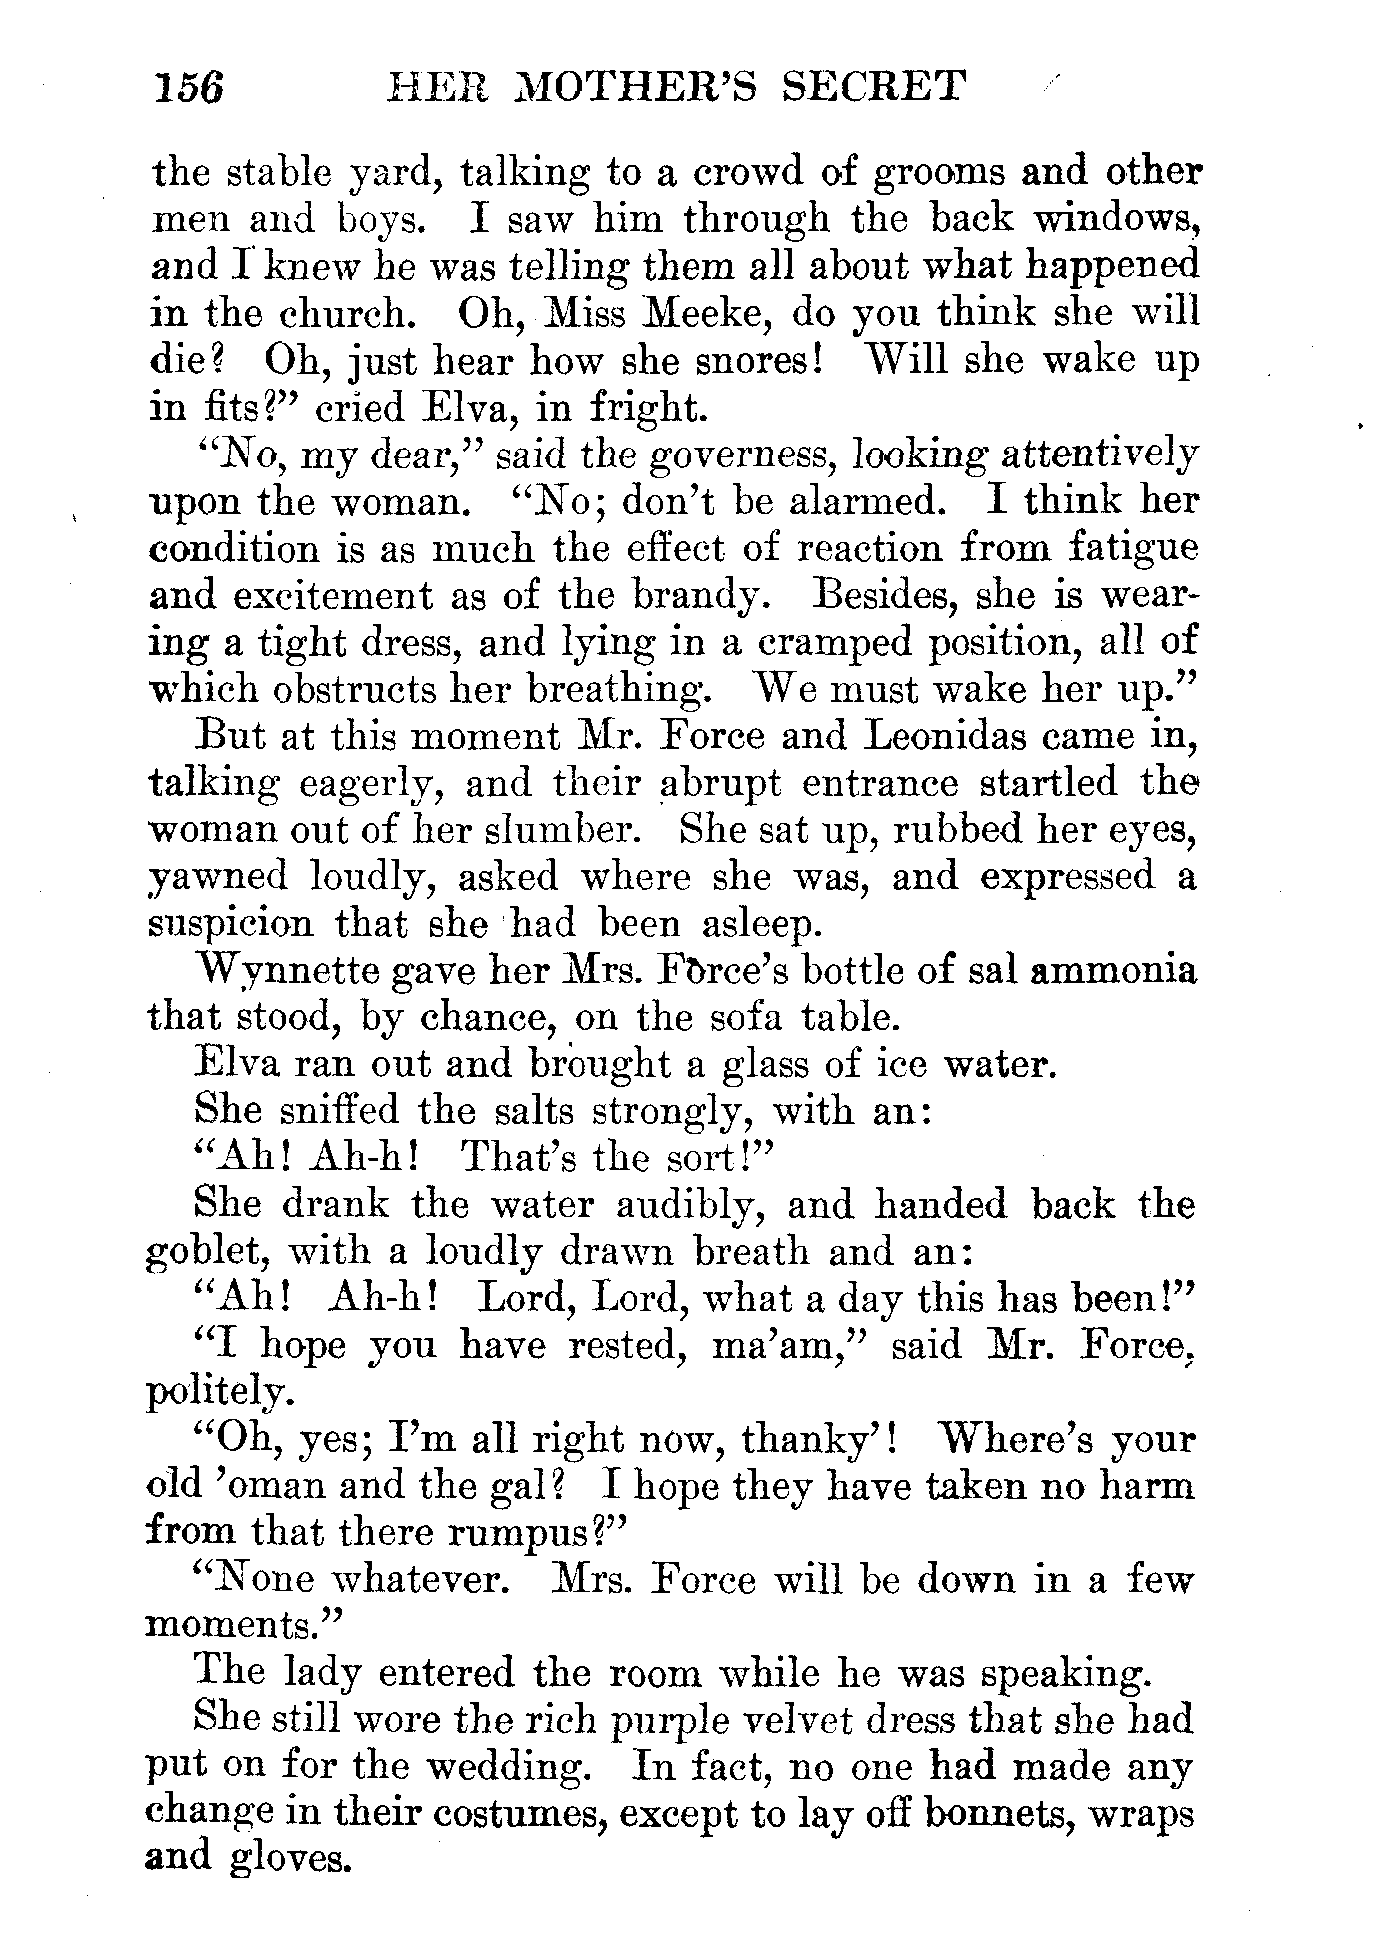 156 HER MOTHER'S SECRET
the stable yard, talking to a crowd of grooms and other
men and boys. I saw him through the back windows,
and I knew he was telling them all about what happened
in the church. Oh, Miss Meeke, do you think she will
die? Oh, just hear how she snores! Will she wake up
in fits?” cried Elva, in fright.
“No, my dear,” said the governess, looking attentively
upon the woman. “No; don’t be alarmed. I think her
condition is as much the effect of reaction from fatigue
and excitement as of the brandy. Besides, she is wear-
ing a tight dress, and lying in a cramped position, all of
which obstructs her breathing. We must wake her up.”
But at this moment Mr. Force and Leonidas came in,
talking eagerly, and their abrupt entrance startled the
woman out of her slumber. She sat up, rubbed her eyes,
yawned loudly, asked where she was, and expressed a
suspicion that she had been asleep.
Wynnette gave her Mrs. Force’s bottle of sal ammonia
that stood, by chance, on the sofa table.
Elva ran out and brought a glass of ice water.
She sniffed the salts strongly, with an:
“Ah! Ah-h! That’s the sort!”
She drank the water audibly, and handed back the
goblet, with a loudly drawn breath and an:
“Ah! Ah-h! Lord, Lord, what a day this has been!”
“I hope you have rested, ma’am,” said Mr. Force,
politely.
“Oh, yes; I’m all right now, thanky’! Where’s your
old ’oman and the gal? I hope they have taken no harm
from that there rumpus?”
“None whatever. Mrs. Force will be down in a few
moments.”
The lady entered the room while he was speaking.
She still wore the rich purple velvet dress that she had
put on for the wedding. In fact, no one had made any
change in their costumes, except to lay off bonnets, wraps
and gloves.